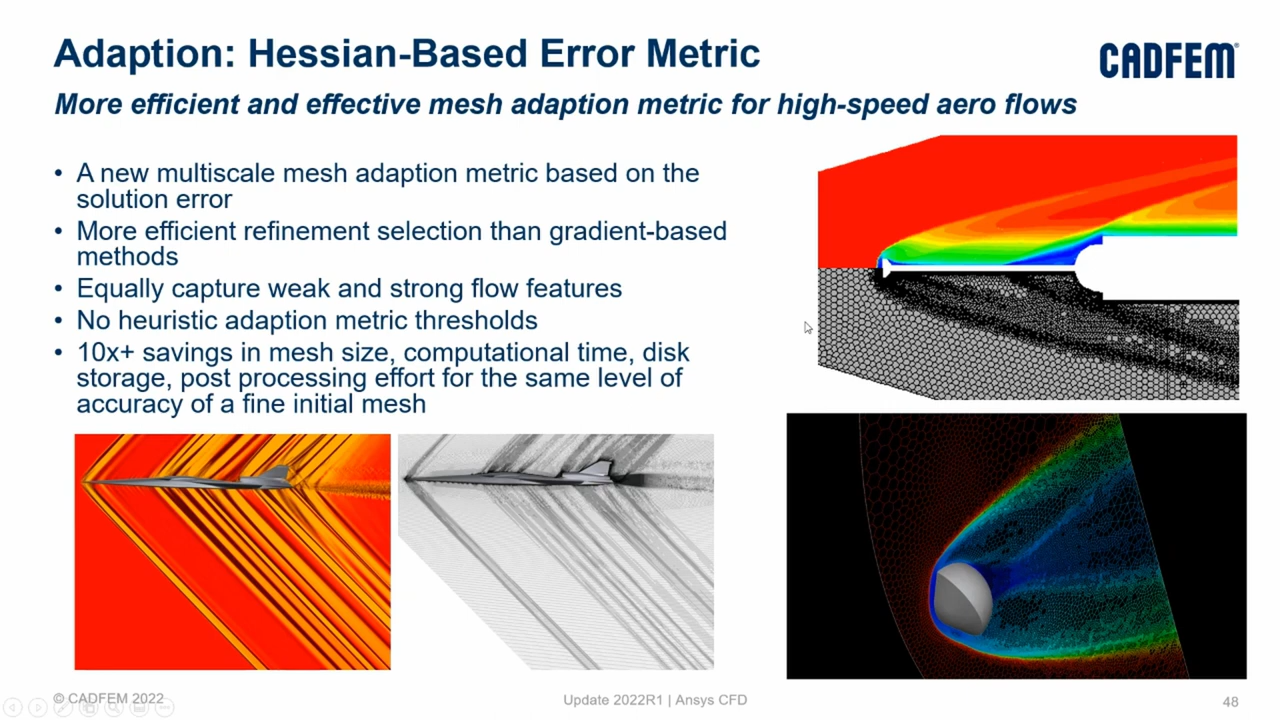 Adaption: Hessian-Based Error Metric
CADFEM
More efficient and effective mesh adaption metric for high-speed aero flows
• A new multiscale mesh adaption metric based on the
solution error
• More efficient refinement selection than gradient-based
methods
• Equally capture weak and strong flow features
• No heuristic adaption metric thresholds
• 10x+ savings in mesh size, computational time, disk
storage, post processing effort for the same level of
accuracy of a fine initial mesh
© CADFEM 2022
Update 2022R1 | Ansys CFD
48